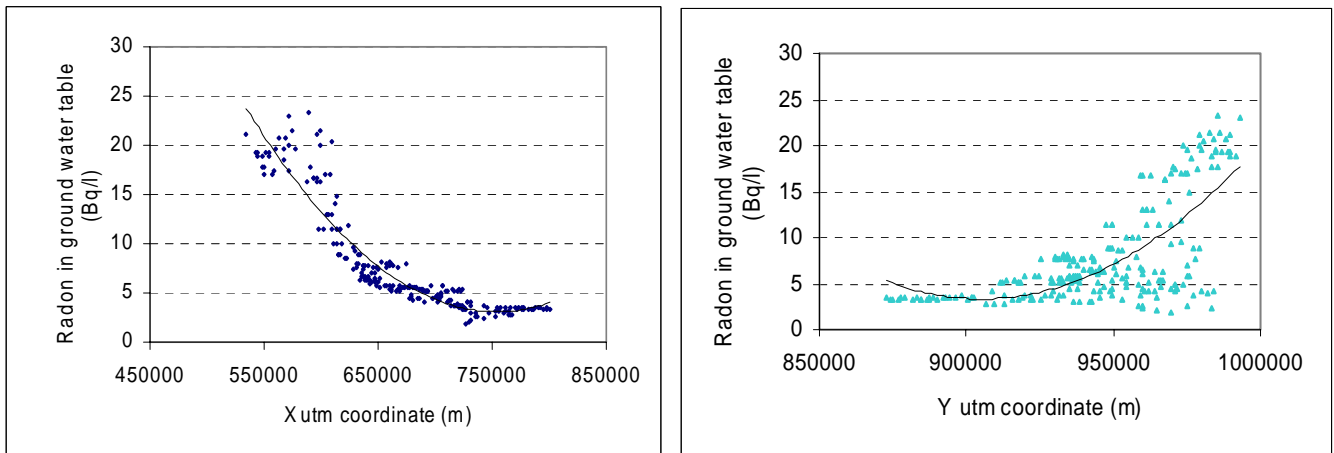 Radon in ground water table
(Bq/l)
30
25
20
15
10
5
0
450000 550000 650000 750000 850000
X utm coordinate (m)
Radon in ground water table
(Bq/l)
30
25
20
15
10
5
0
850000 900000 950000 1000000
Y utm coordinate (m)